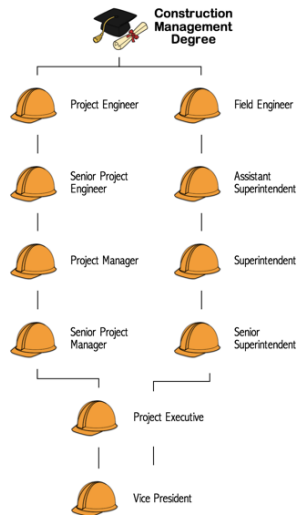 Construction
Management
Degree
Project Engineer
Field Engineer
Senior Project
Engineer
Assistant
Superintendent
Project Manager
Superintendent
Senior Project
Manager
Senior
Superintendent
Project Executive
Vice President